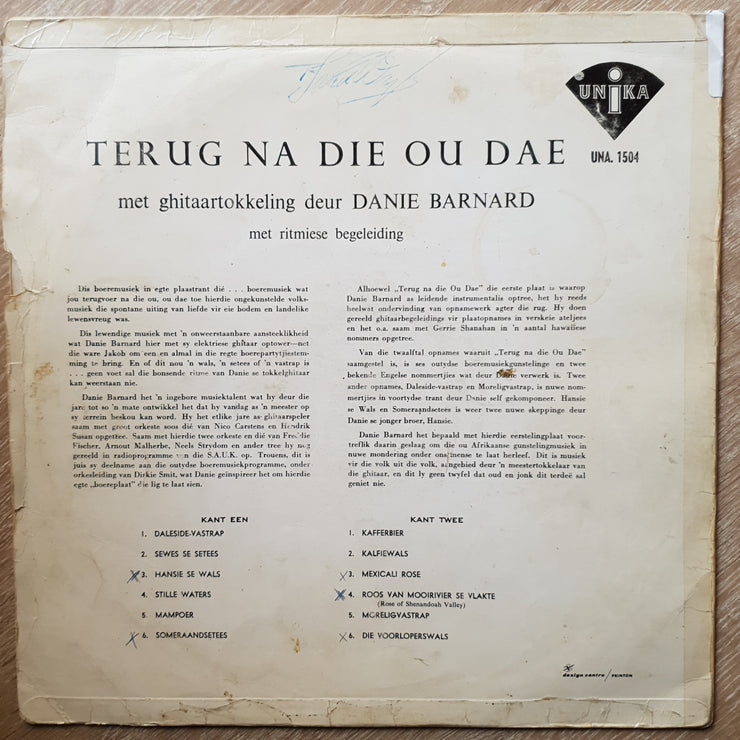 UNiKA
UNA. 1504
TERUG NA DIE OU DAE
met ghitaartokkeling deur DANIE BARNARD
met ritmiese begeleiding
Dis boeremusiek in egte plaastrant dié . . . boeremusiek wat
jou terugvoer na die ou, ou dae toe hierdie ongekunstelde volks-
musiek die spontane uiting van liefde vir eie bodem en landelike
lewensvreug was.
Dis lewendige musiek met 'n onweerstaanbare aansteeklikheid
wat Danie Barnard hier met sy elektriese ghitaar optower—net
die ware Jakob om een en almal in die regte boerepartytjiestem-
ming te bring. En of dit nou 'n wals, 'n setees of 'n vastrap is
. . . geen voet sal die bonsende ritme van Danie se tokkelghitaar
kan weerstaan nie.
Danie Barnard het 'n ingebore musiektalent wat hy deur die
jare tot so 'n mate ontwikkel het dat hy vandag as 'n meester op
sy terrein beskou kan word. Hy het etlike jare as ghitaarspeler
saam met groot orkeste soos dié van Nico Carstens en Hendrik
Susan opgetree. Saam met hierdie twee orkeste en dié van Freddie
Fielser, Arnout Malherbe, Neels Strydom en ander tree hy nog
gereeld in radioprogramme van die S.A.U.K. op. Trouens, dit is
juis sy deelname aan die outydse boeremusiekprogramme, onder
orkesleiding van Dirkie Smit, wat Danie geïnspireer het om hierdie
egte „boereplaat” die lig te laat sien.
Alhoewel „Terug na die Ou Dae” die eerste plaat is waarop
Danie Barnard as leidende instrumentalis optree, het hy reeds
heelwat ondervinding van opnamewerk agter die rug. Hy doen
gereeld ghitaarbegeleidings vir plaatopnames in verskeie ateljees
en het o.a. saam met Gerrie Shanahan in 'n aantal hawaiïese
nommers opgetree.
Van die twaalftal opnames waaruit „Terug na die Ou Dae”
saamgestel is, is ses outydse boeremusiekgunstelinge en twee
bekende Engelse nommertjies wat deur Danie verwerk is. Twee
ander opnames, Daleside-vastrap en Moreligvastrap, is nuwe nom-
mertjies in voortydse trant deur Danie self gekomponeer. Hansie
se Wals en Someraandsetees is weer twee nuwe skeppinge deur
Danie se jonger broer, Hansie.
Danie Barnard het bepaald met hierdie eerstelingplaat voor-
treflik daarin geslaag om die ou Afrikaanse gunstelingmusiek in
nuwe mondering onder ons mense te laat herleef. Dit is musiek
vir die volk uit die volk, aangebied deur 'n meestertokkelaar van
die ghitaar, en dit ly geen twyfel dat oud en jonk dit terdeë sal
geniet nie.
KANT EEN
1. DALESIDE-VASTRAP
2. SEWES SE SETEES
3. HANSIE SE WALS
4. STILLE WATERS
5. MAMPOER
6. SOMERAANDSETEES
KANT TWEE
1. KAFFERBIER
2. KALFIEWALS
3. MEXICALI ROSE
4. ROOS VAN MOOIRIVIER SE VLAKTE
(Rose of Shenandoah Valley)
5. MORELIGVASTRAP
6. DIE VOORLOPERSWALS
design centre / PRINTON